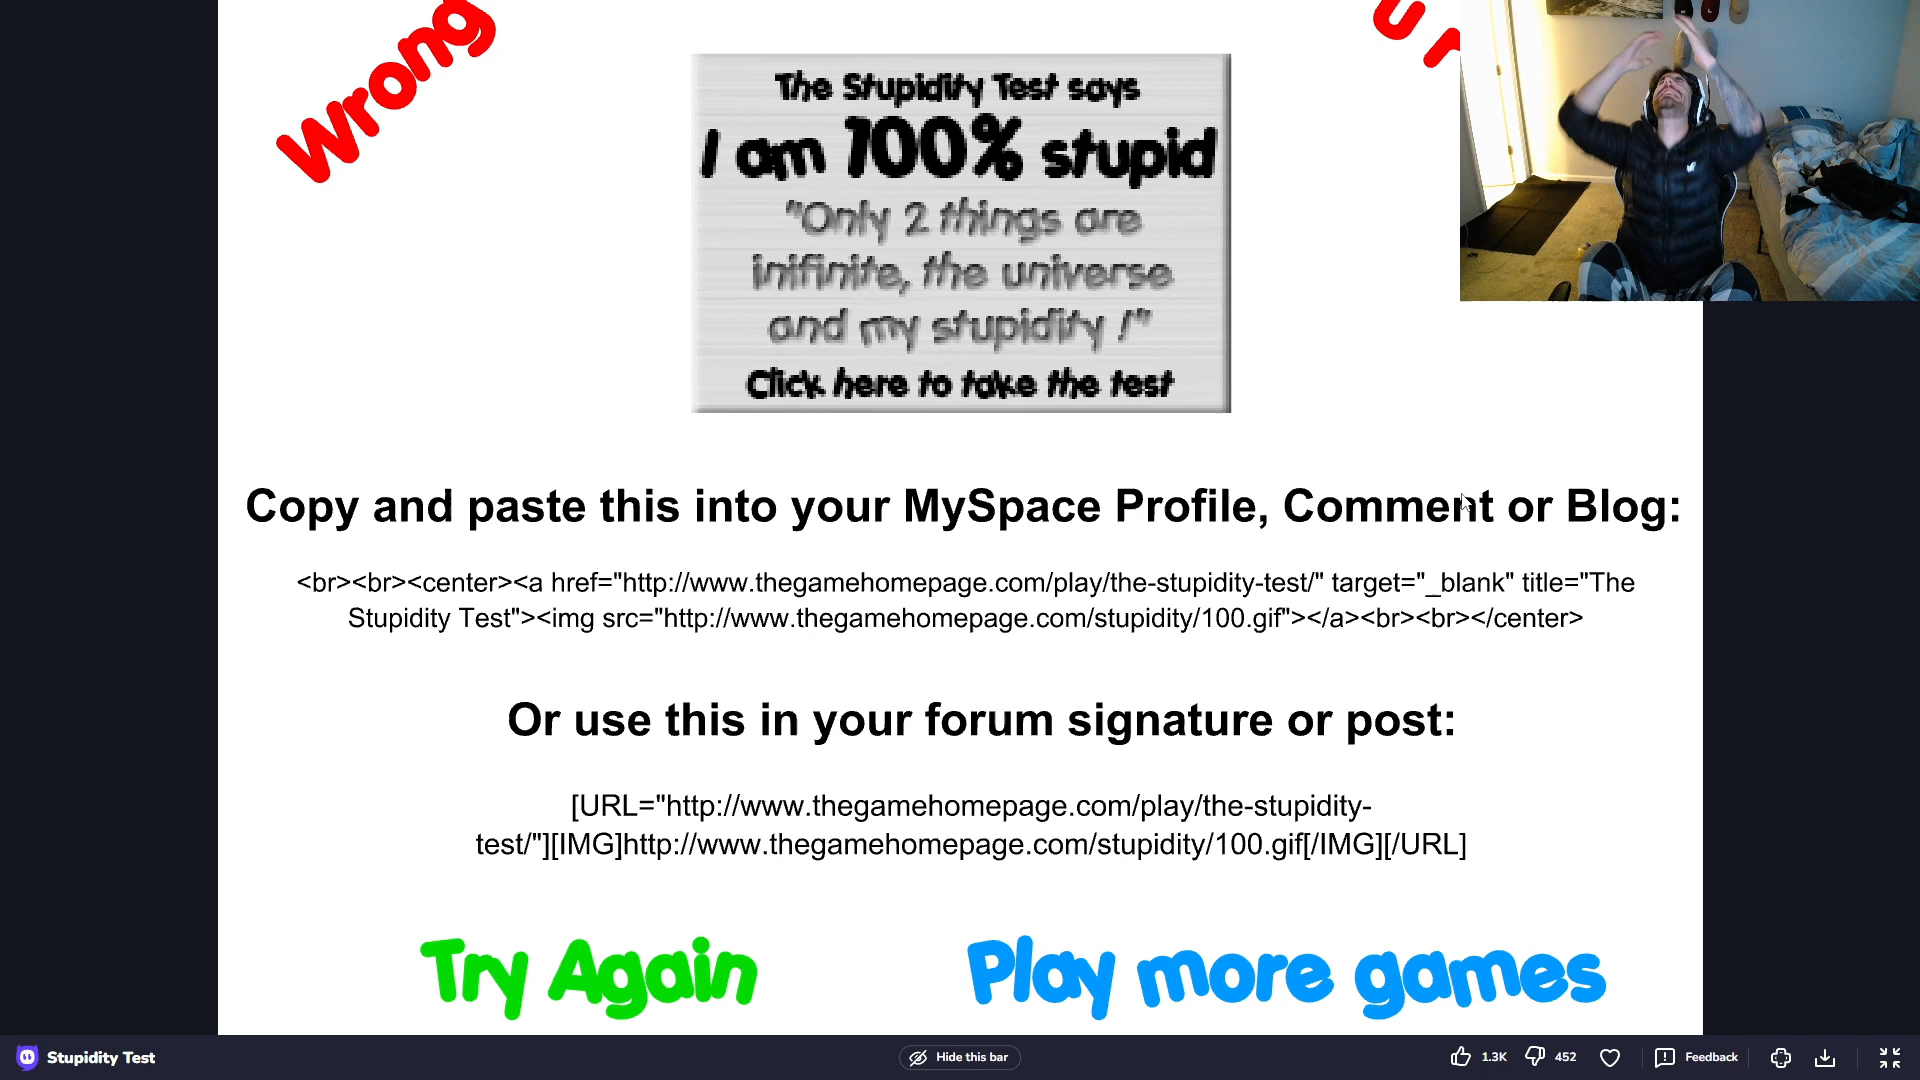 Wrong
u r
The Stupidity Test says
I am 100% stupid
"Only 2 things are
inifinite, the universe
and my stupidity !"
Click here to take the test
Copy and paste this into your MySpace Profile, Comment or Blog:
<br><br><center><a href="http://www.thegamehomepage.com/play/the-stupidity-test/" target="_blank" title="The
Stupidity Test"><img src="http://www.thegamehomepage.com/stupidity/100.gif"></a><br><br></center>
Or use this in your forum signature or post:
[URL="http://www.thegamehomepage.com/play/the-stupidity-
test/"][IMG]http://www.thegamehomepage.com/stupidity/100.gif[/IMG][/URL]
Try Again
Play more games
Stupidity Test
Hide this bar
1.3K
452
Feedback